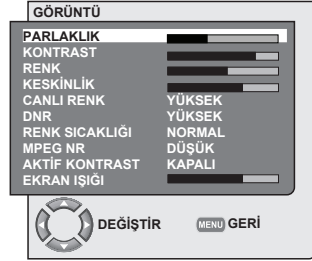 GÖRÜNTÜ
PARLAKLIK
KONTRAST
RENK
KESKİNLİK
CANLI RENK YÜKSEK
DNR YÜKSEK
RENK SICAKLIĞI NORMAL
MPEG NR DÜŞÜK
AKTİF KONTRAST KAPALI
EKRAN IŞIĞI
DEĞİŞTİR MENU GERİ